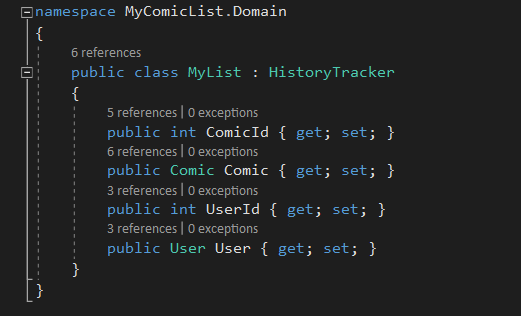 namespace MyComicList.Domain
{
6 references
public class MyList : HistoryTracker
{
5 references | 0 exceptions
public int ComicId { get; set; }
6 references | 0 exceptions
public Comic Comic { get; set; }
3 references | 0 exceptions
public int UserId { get; set; }
3 references | 0 exceptions
public User User { get; set; }
}
}